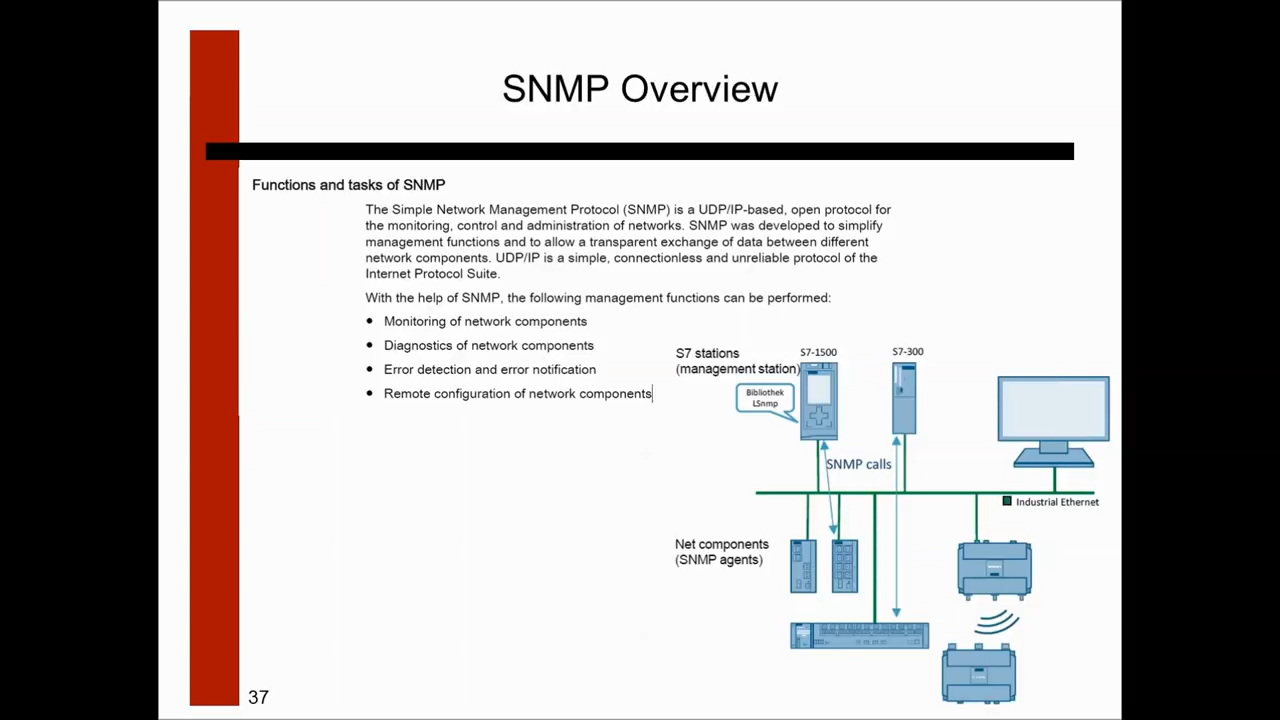 SNMP Overview
Functions and tasks of SNMP
The Simple Network Management Protocol (SNMP) is a UDP/IP-based, open protocol for
the monitoring, control and administration of networks. SNMP was developed to simplify
management functions and to allow a transparent exchange of data between different
network components. UDP/IP is a simple, connectionless and unreliable protocol of the
Internet Protocol Suite.
With the help of SNMP, the following management functions can be performed:
• Monitoring of network components
• Diagnostics of network components
• Error detection and error notification
• Remote configuration of network components
S7 stations
(management station)
S7-1500
S7-300
Bibliothek
LSnmp
SNMP calls
Industrial Ethernet
Net components
(SNMP agents)
37